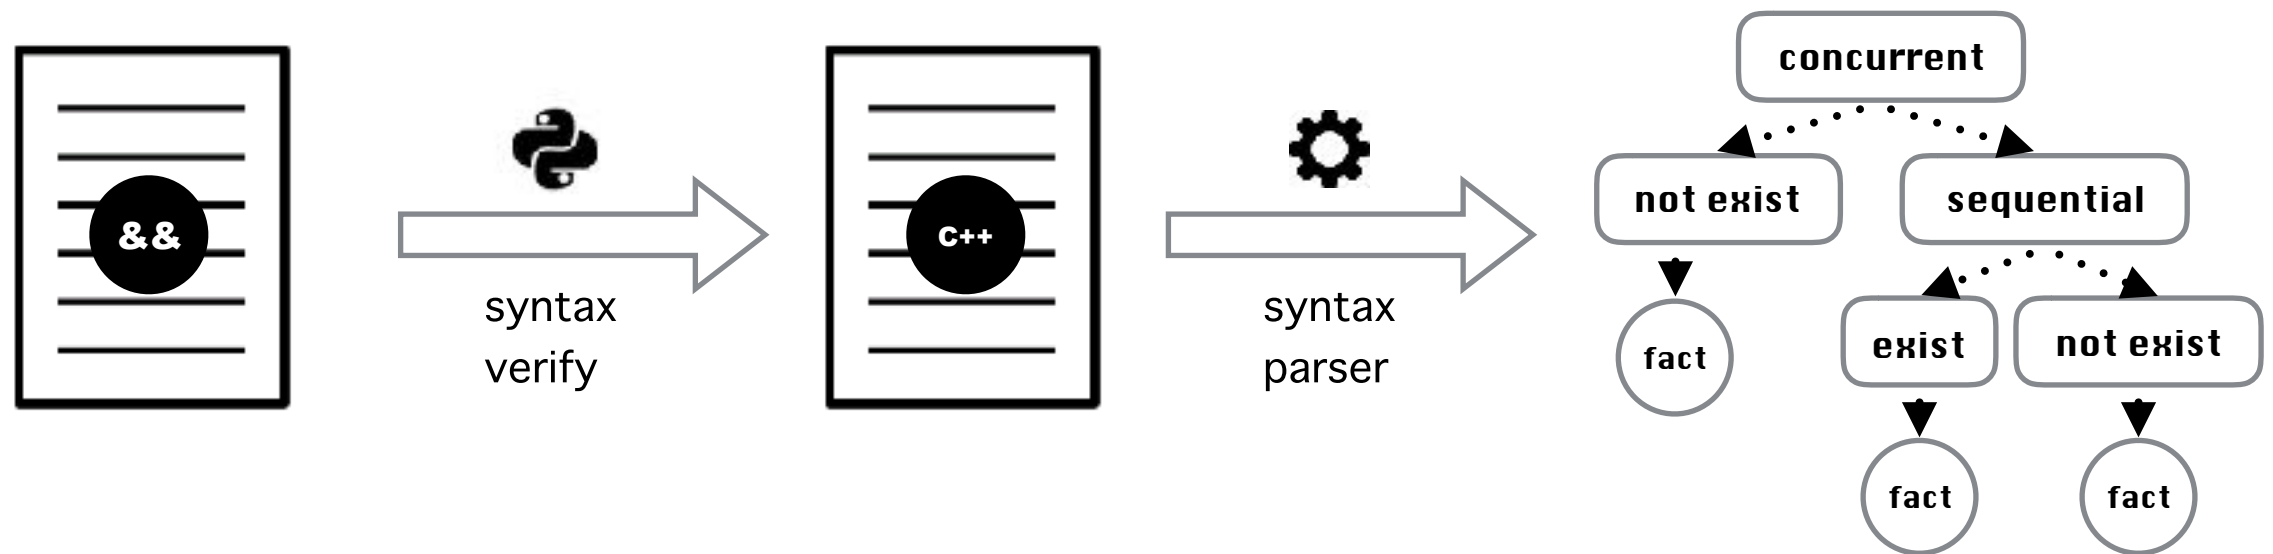 &&
syntax
verify
c++
syntax
parser
concurrent
not exist
sequential
fact
exist
not exist
fact
fact